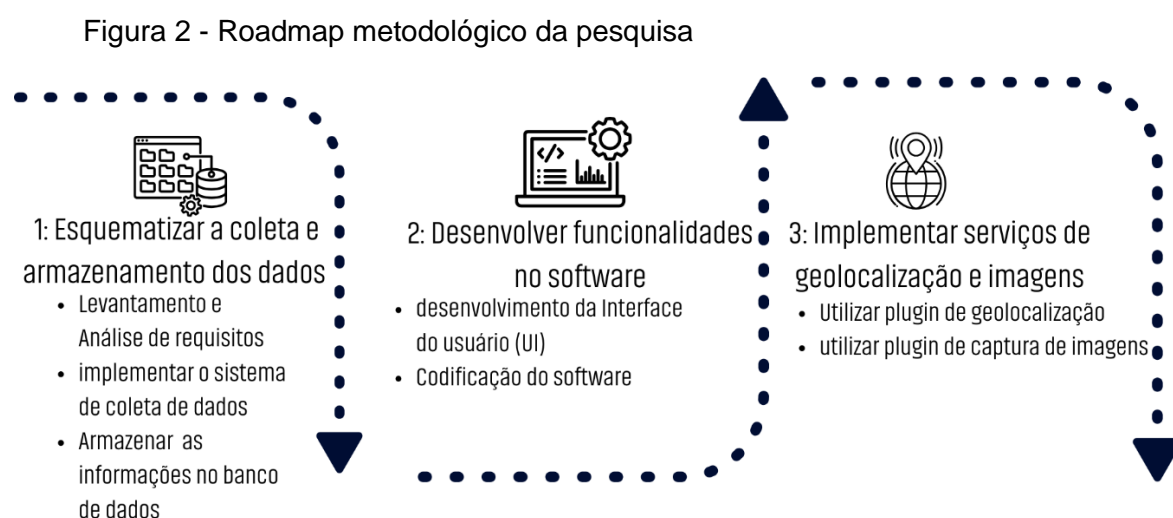 Figura 2 - Roadmap metodológico da pesquisa
1: Esquematizar a coleta e
armazenamento dos dados
• Levantamento e
Análise de requisitos
• implementar o sistema
de coleta de dados
• Armazenar as
informações no banco
de dados
2: Desenvolver funcionalidades
no software
• desenvolvimento da Interface
do usuário (UI)
• Codificação do software
3: Implementar serviços de
geolocalização e imagens
• Utilizar plugin de geolocalização
• utilizar plugin de captura de imagens